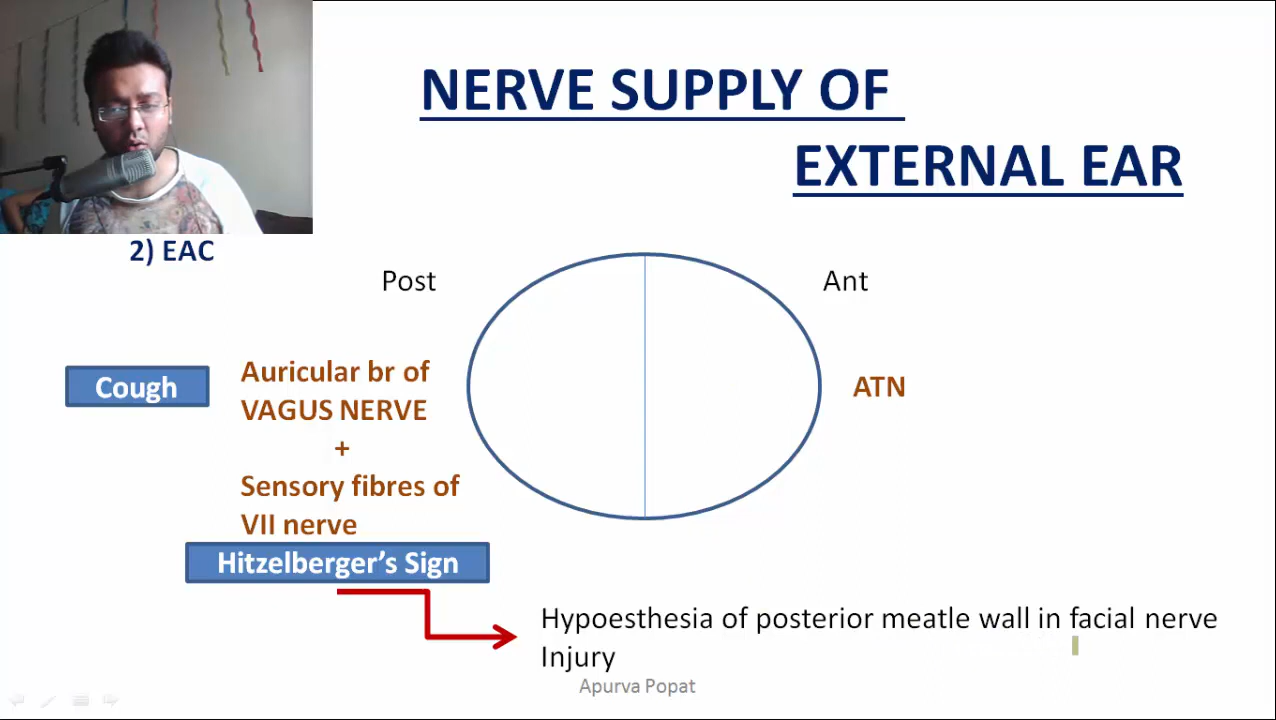 NERVE SUPPLY OF
EXTERNAL EAR
2) EAC
Post
Ant
Cough
Auricular br of
VAGUS NERVE
+
Sensory fibres of
VII nerve
ATN
Hitzelberger’s Sign
Hypoesthesia of posterior meatle wall in facial nerve
Injury
Apurva Popat